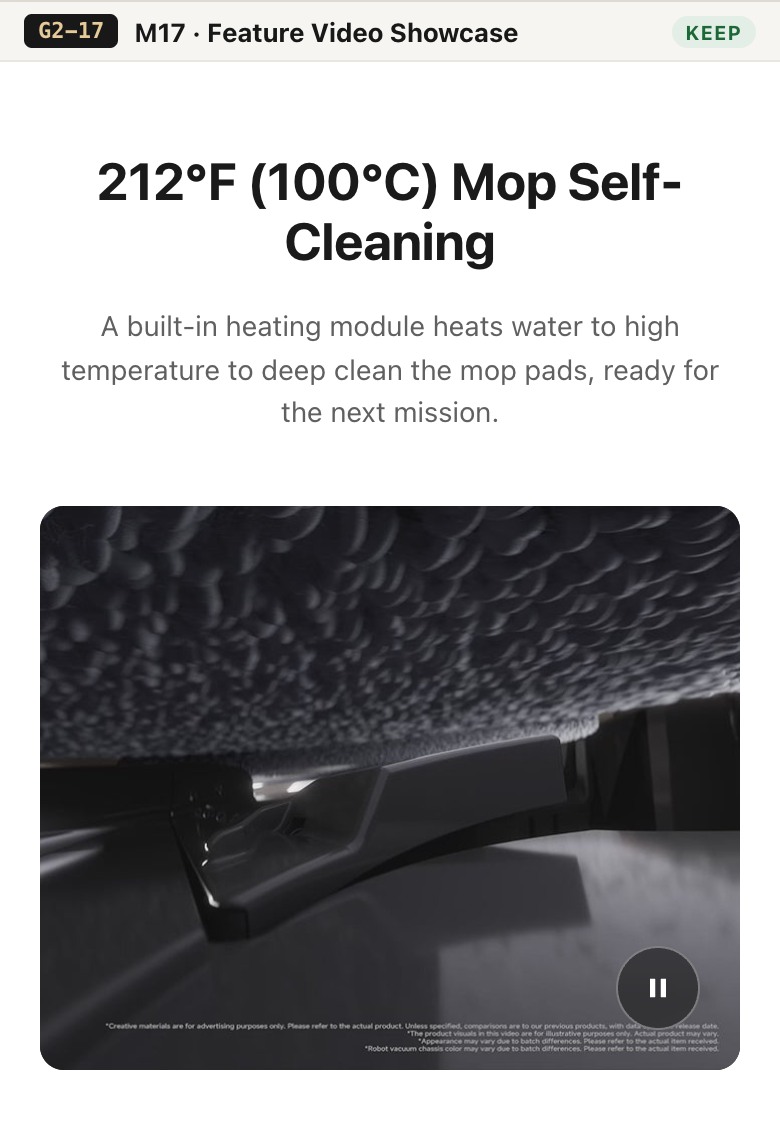 G2–17 M17 · Feature Video Showcase KEEP
212°F (100°C) Mop Self-
Cleaning
A built-in heating module heats water to high
temperature to deep clean the mop pads, ready for
the next mission.
*Creative materials are for advertising purposes only. Please refer to the actual product. Unless specified, comparisons are to our previous products, with data release date.
*The product visuals in this video are for illustrative purposes only. Actual product may vary.
*Appearance may vary due to batch differences. Please refer to the actual item received.
*Robot vacuum chassis color may vary due to batch differences. Please refer to the actual item received.